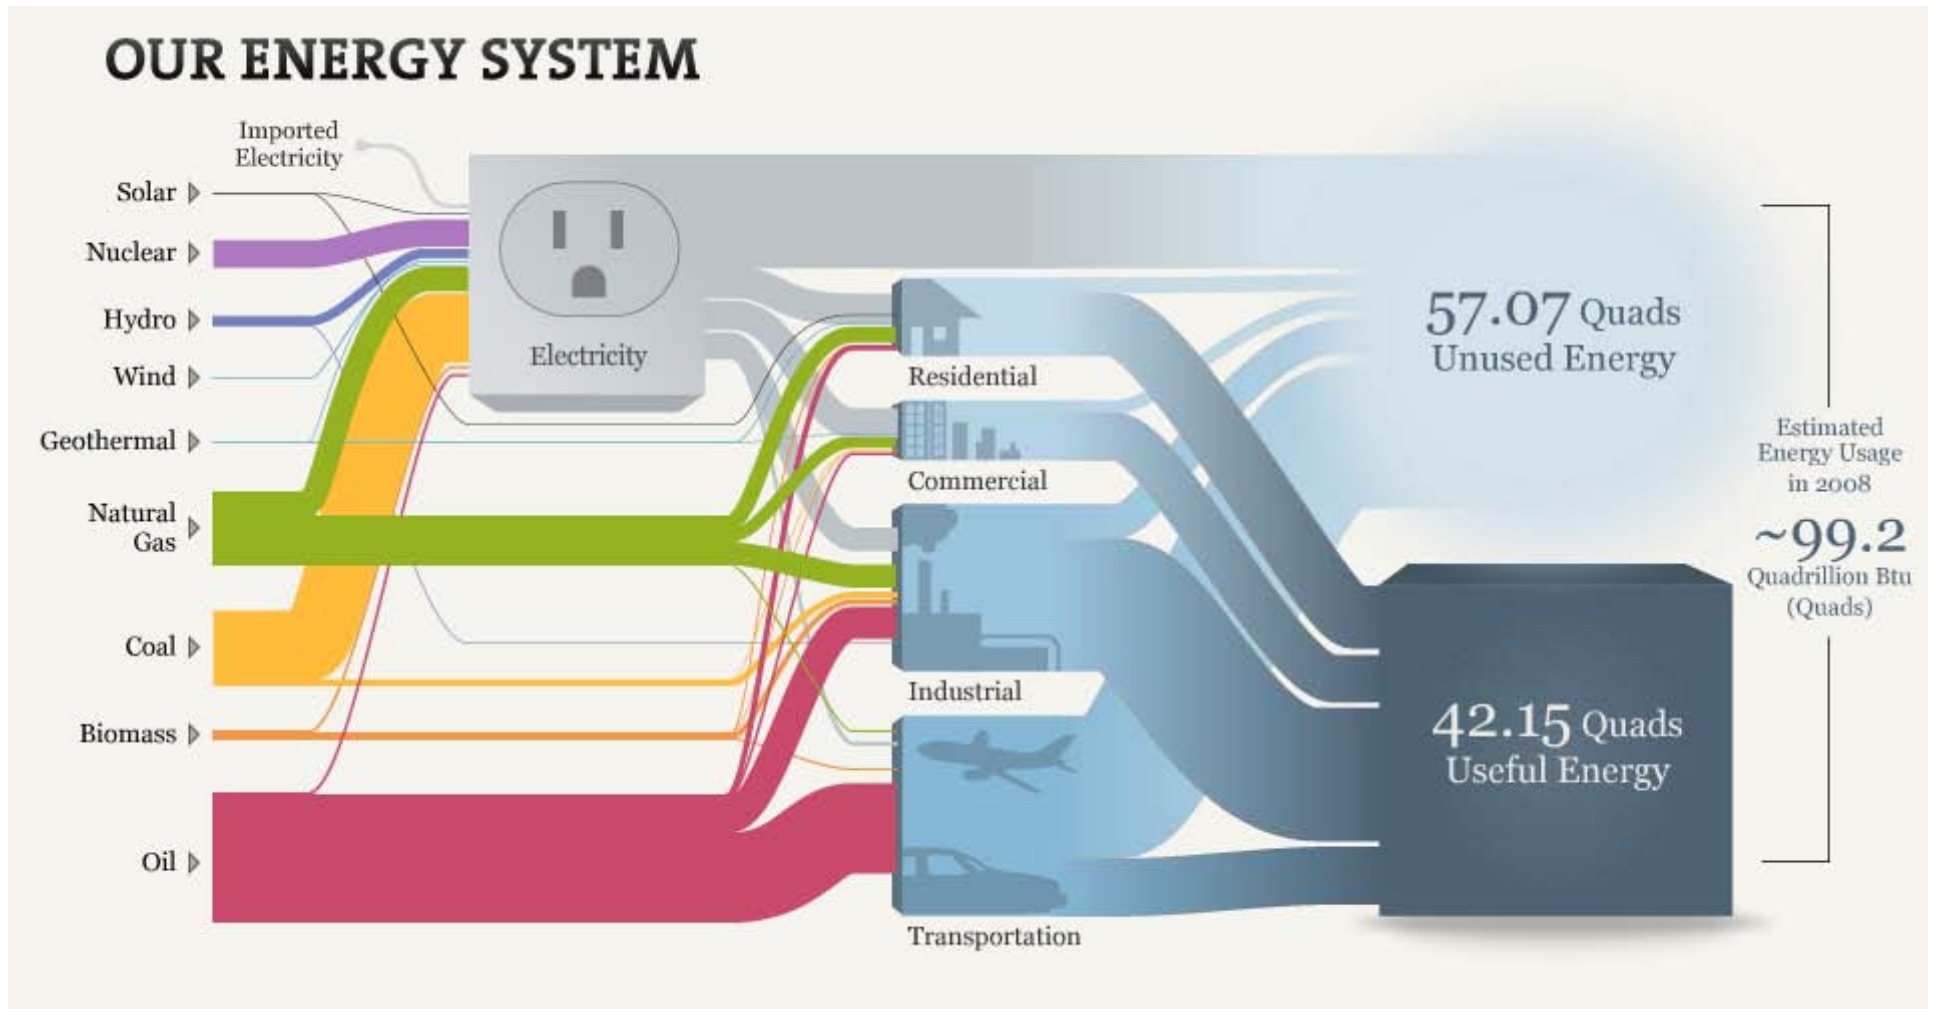 OUR ENERGY SYSTEM
Imported
Electricity
Solar
Nuclear
Hydro
Wind
Geothermal
Natural
Gas
Coal
Biomass
Oil
Electricity
Residential
Commercial
Industrial
Transportation
57.07 Quads
Unused Energy
42.15 Quads
Useful Energy
Estimated
Energy Usage
in 2008
~99.2
Quadrillion Btu
(Quads)